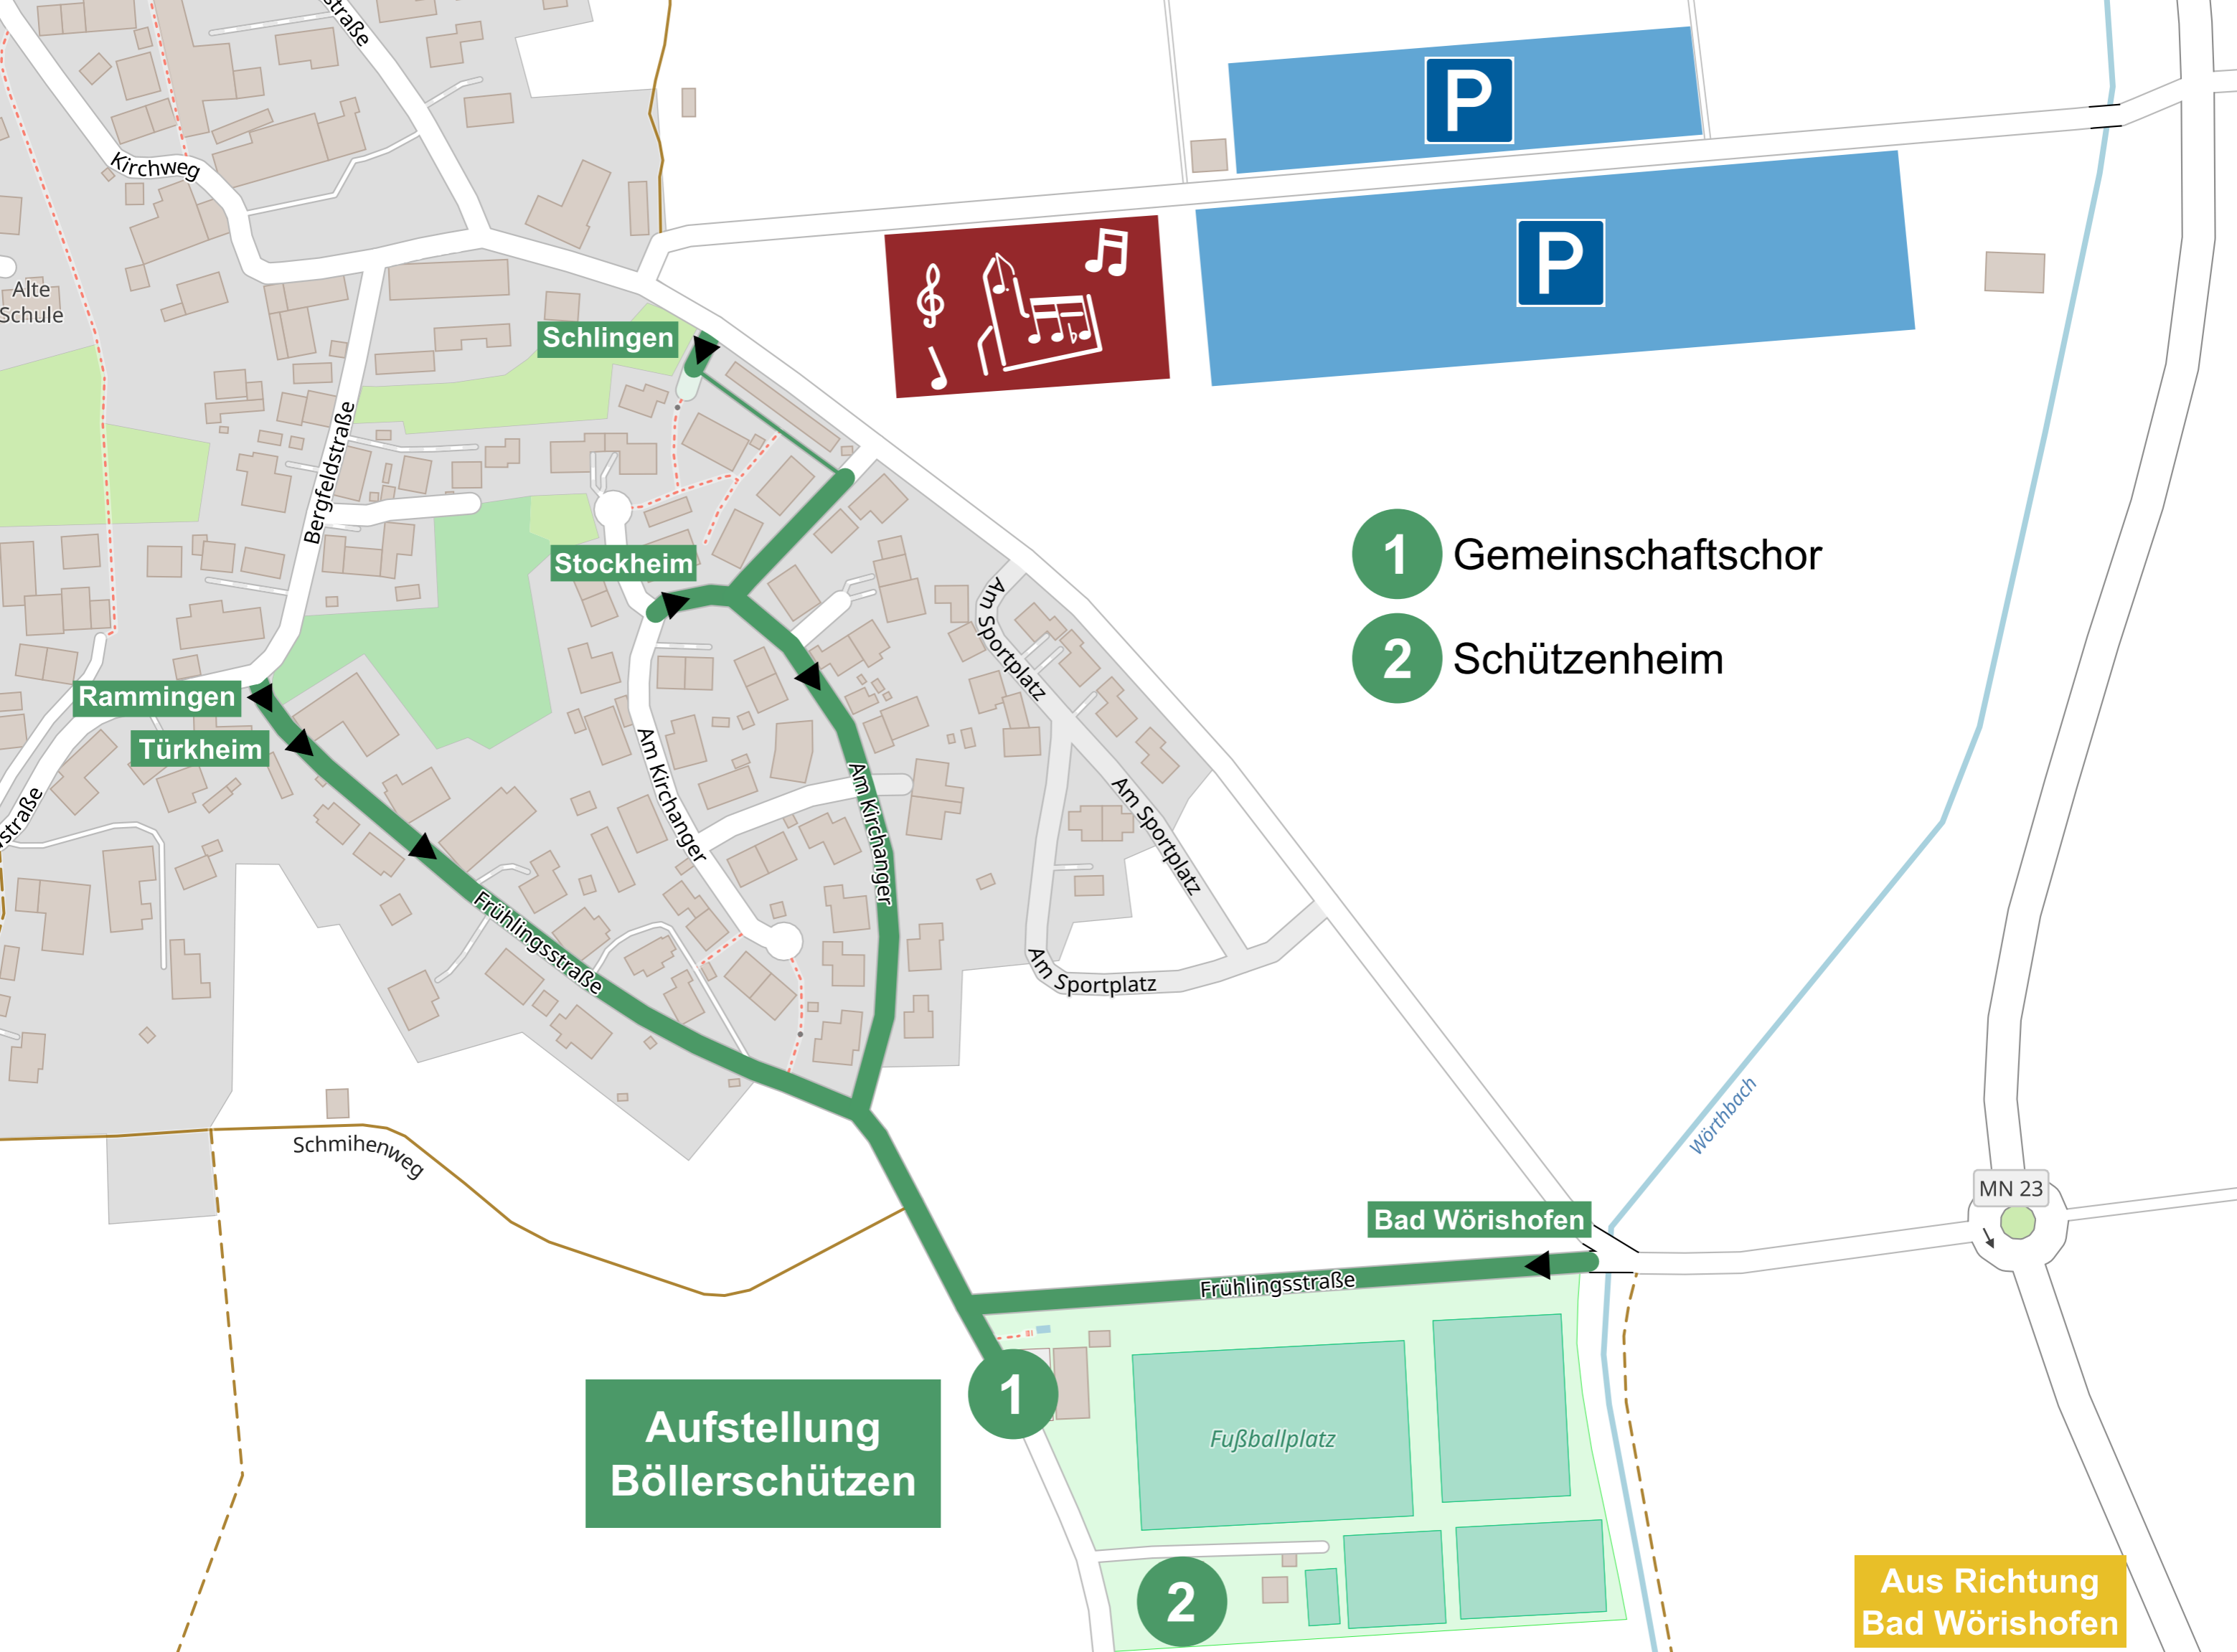 straße
P
Kirchweg
P
Alte
Schule
Schlingen
Bergfeldstraße
1 Gemeinschaftschor
Stockheim
Am Sportplatz
2 Schützenheim
Rammingen
Türkheim
Am Kirchanger
Am Kirchanger
Am Sportplatz
straße
Frühlingsstraße
Am Sportplatz
Wörthbach
Schmihenweg
MN 23
Bad Wörishofen
Frühlingsstraße
1
Aufstellung
Böllerschützen
Fußballplatz
2
Aus Richtung
Bad Wörishofen